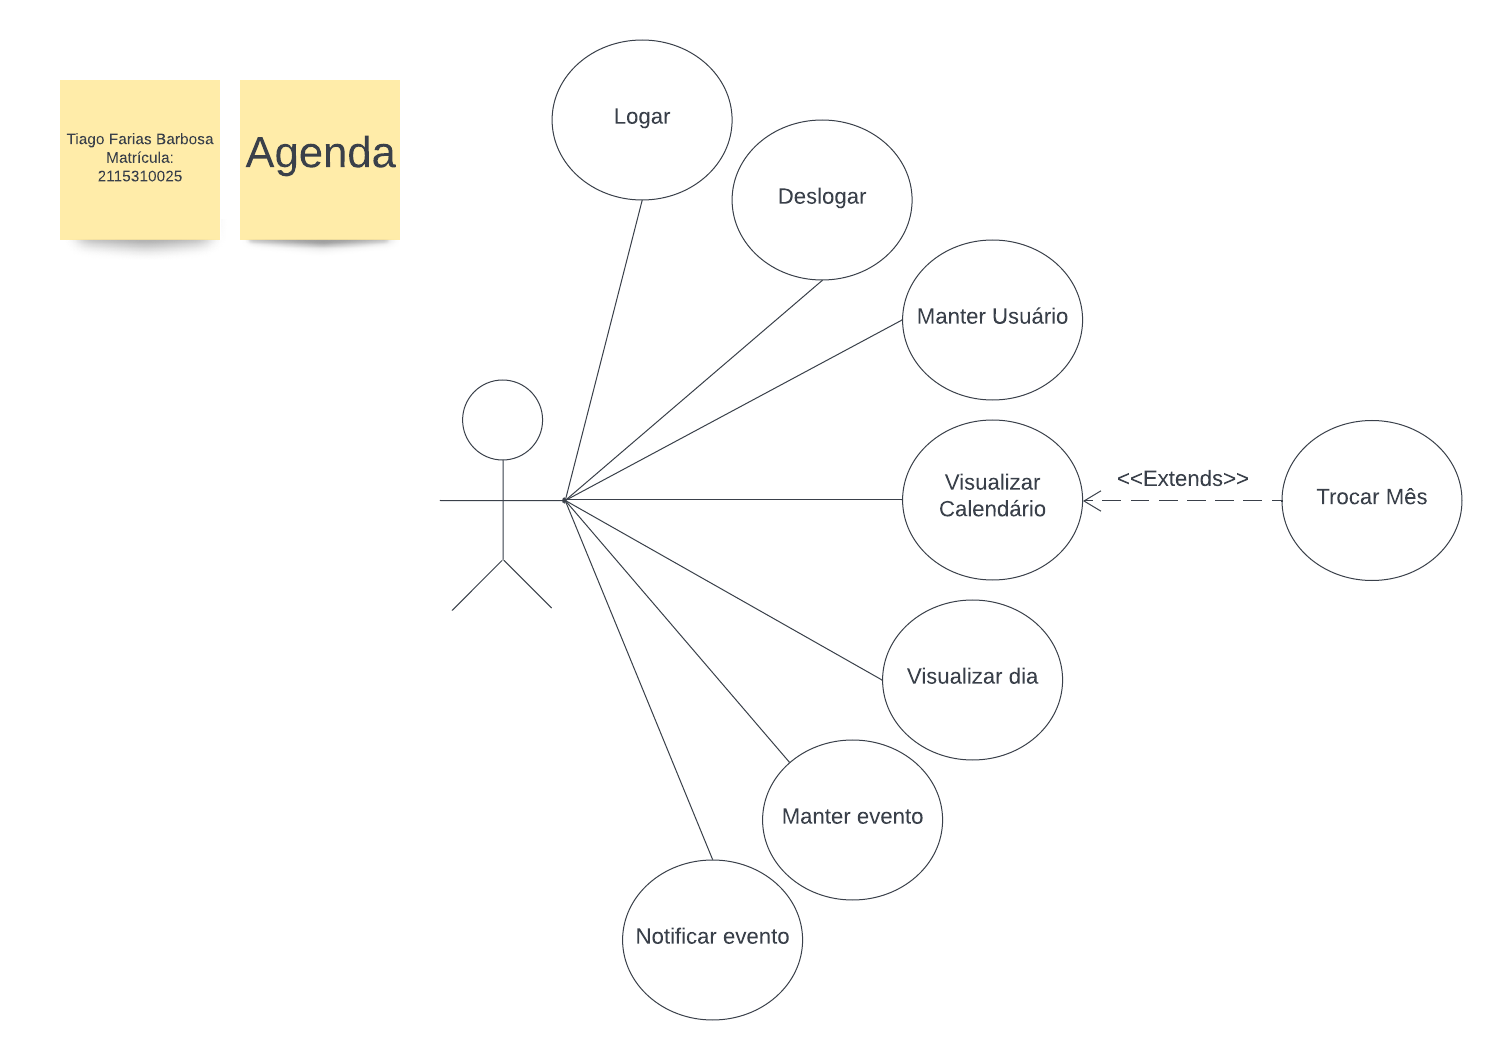 Tiago Farias Barbosa
Matrícula:
2115310025
Agenda
Logar
Deslogar
Manter Usuário
Visualizar
Calendário
<<Extends>>
Trocar Mês
Visualizar dia
Manter evento
Notificar evento